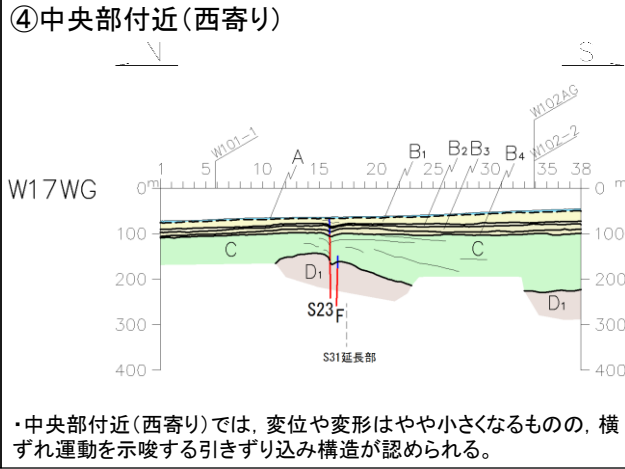 ④中央部付近(西寄り)
N S
W102AG
W101-1 W102-2
A B₁ B₂ B₃ B₄
1 5 10 15 20 25 30 35 38
W17WG 0 m 0 m
100 C C 100
200 D₁ 200
S23 F D₁
300 300
S31延長部
400 400
・中央部付近(西寄り)では, 変位や変形はやや小さくなるものの, 横
ずれ運動を示唆する引きずり込み構造が認められる。